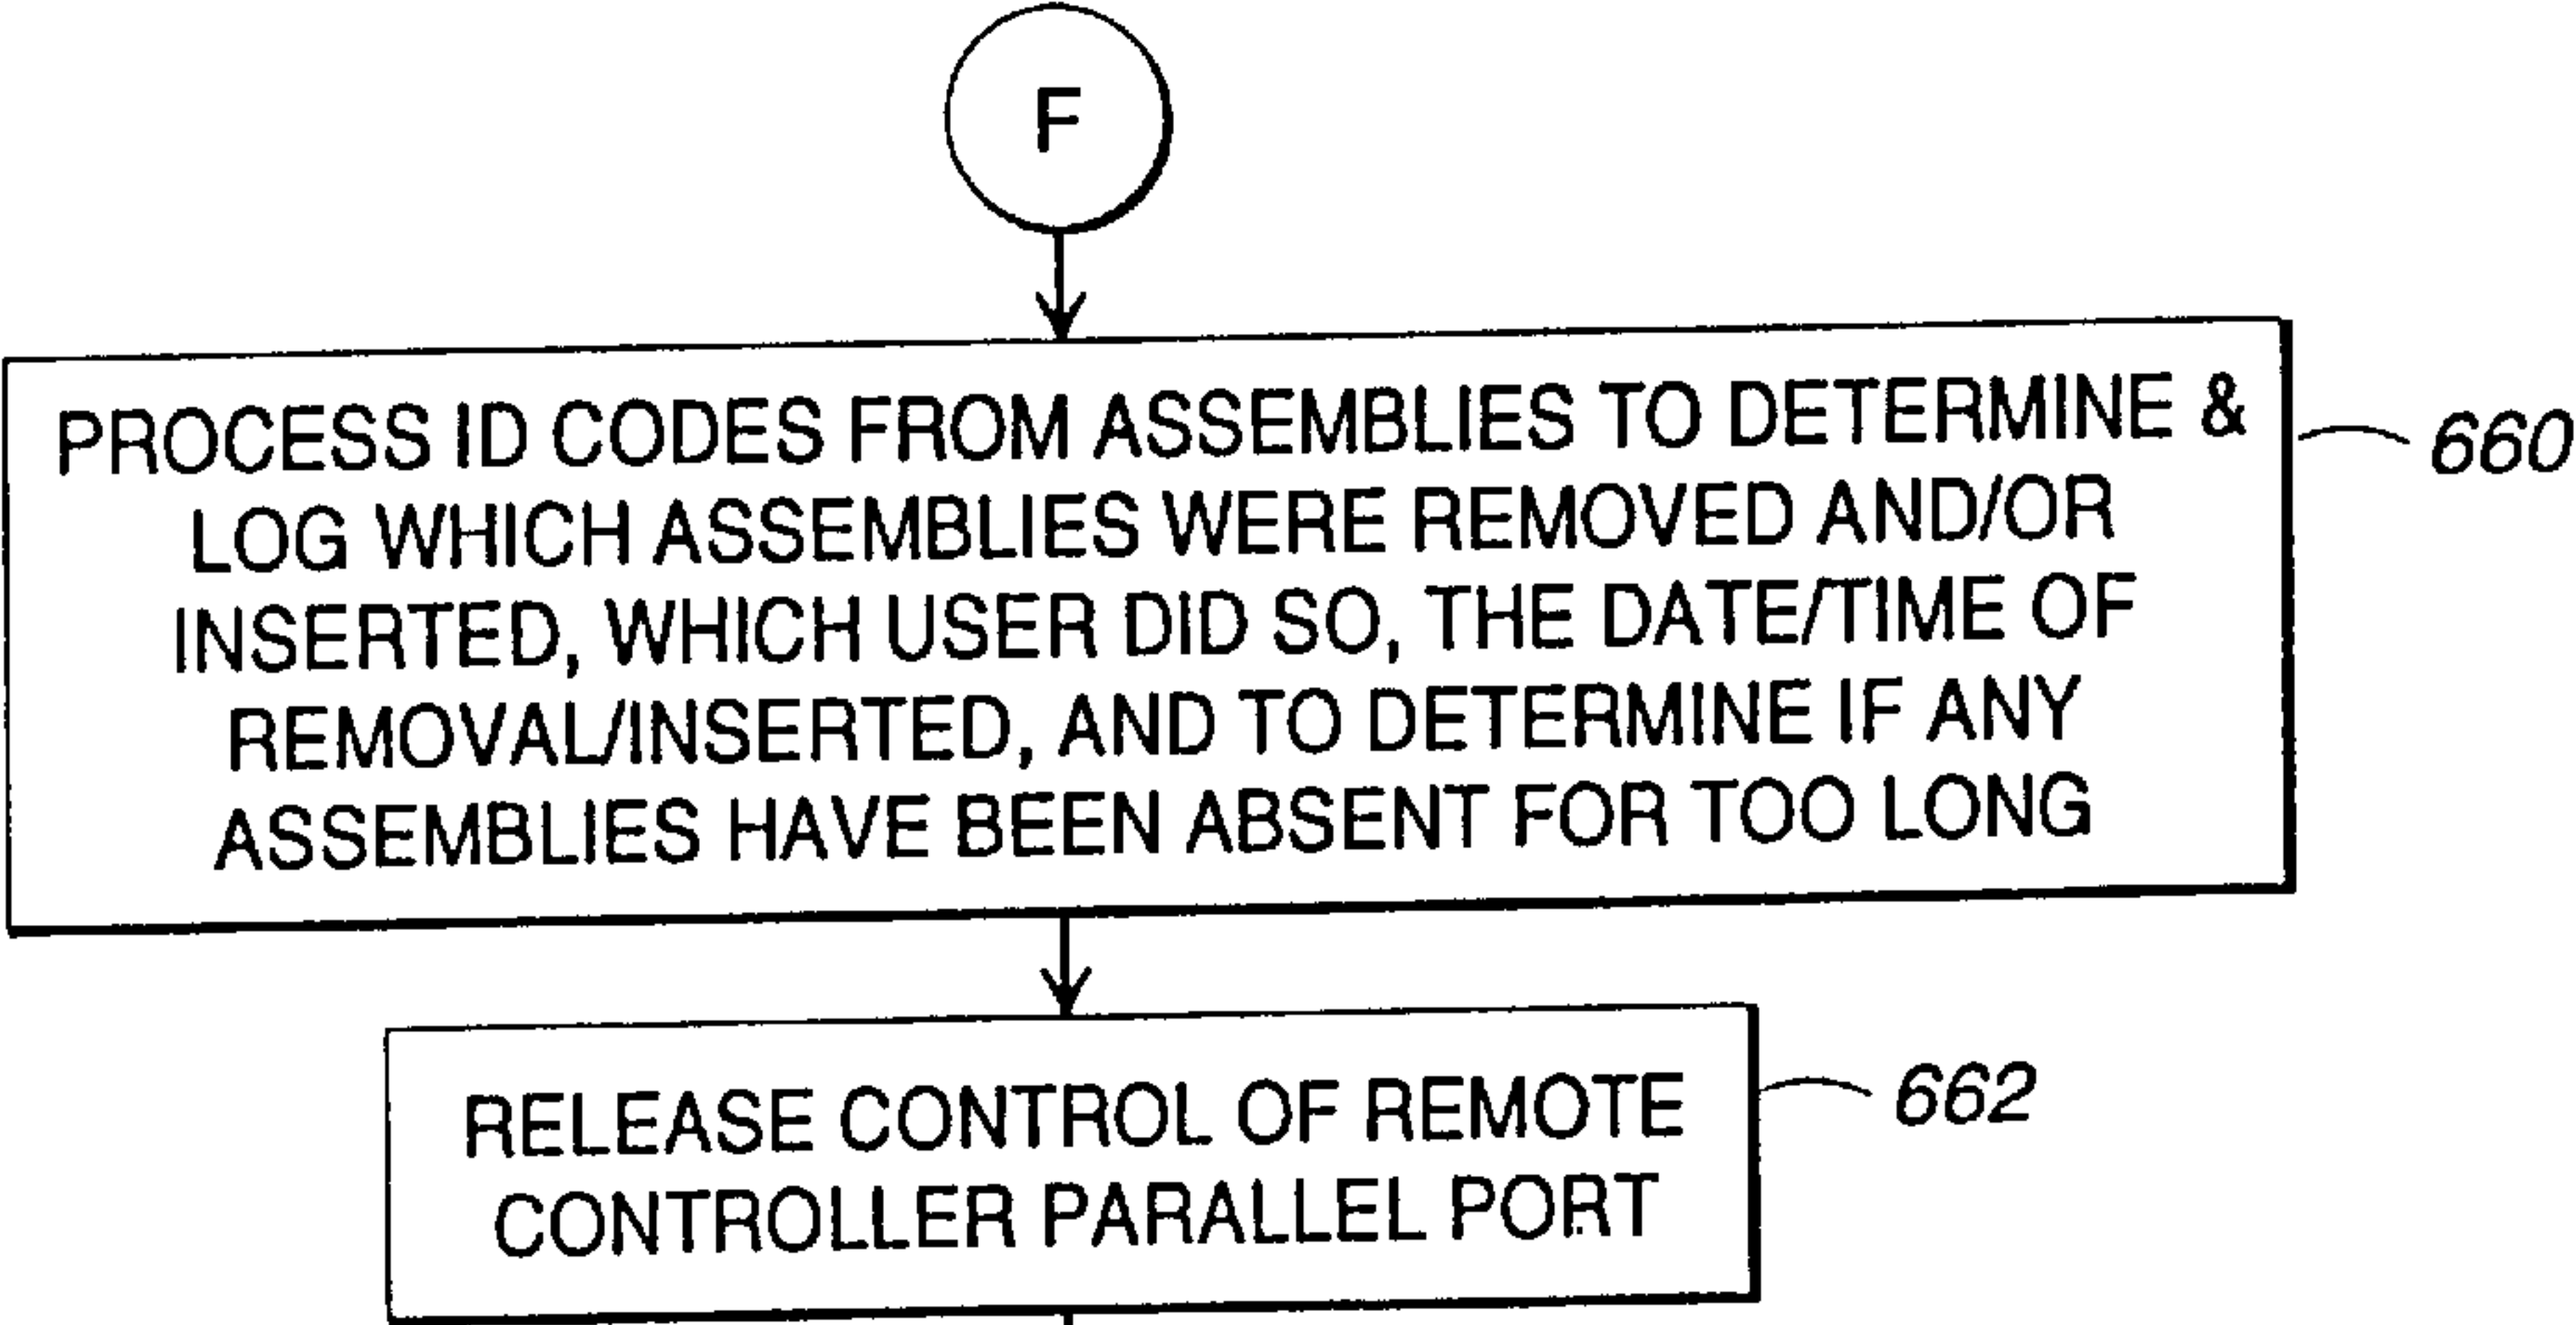 F
PROCESS ID CODES FROM ASSEMBLIES TO DETERMINE &
LOG WHICH ASSEMBLIES WERE REMOVED AND/OR
INSERTED, WHICH USER DID SO, THE DATE/TIME OF
REMOVAL/INSERTED, AND TO DETERMINE IF ANY
ASSEMBLIES HAVE BEEN ABSENT FOR TOO LONG
660
RELEASE CONTROL OF REMOTE
CONTROLLER PARALLEL PORT
662